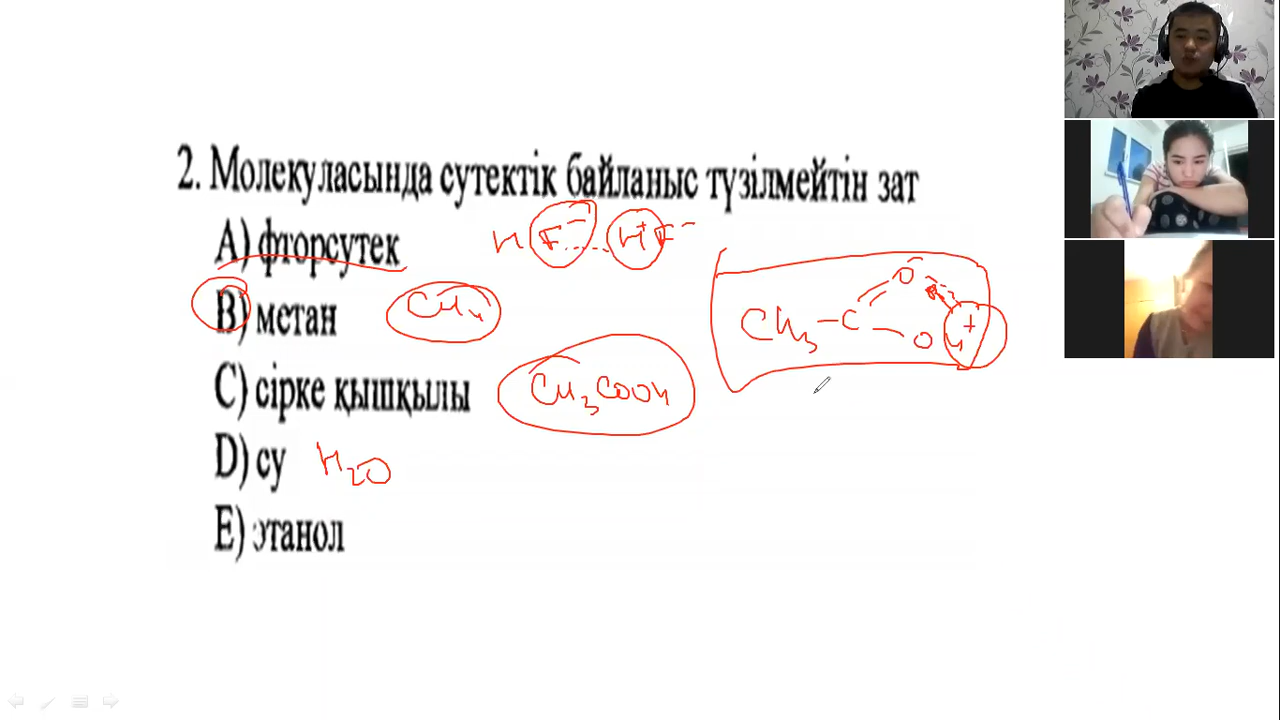 2. Молекуласында сутектік байланыс түзілмейтін зат
A) фторсутек H F⁻ ..... H⁺ F⁻
B) метан CH₄
C) сірке қышқылы CH₃COOH
CH₃ – C O⁻ O H⁺
D) су H₂O
E) этанол